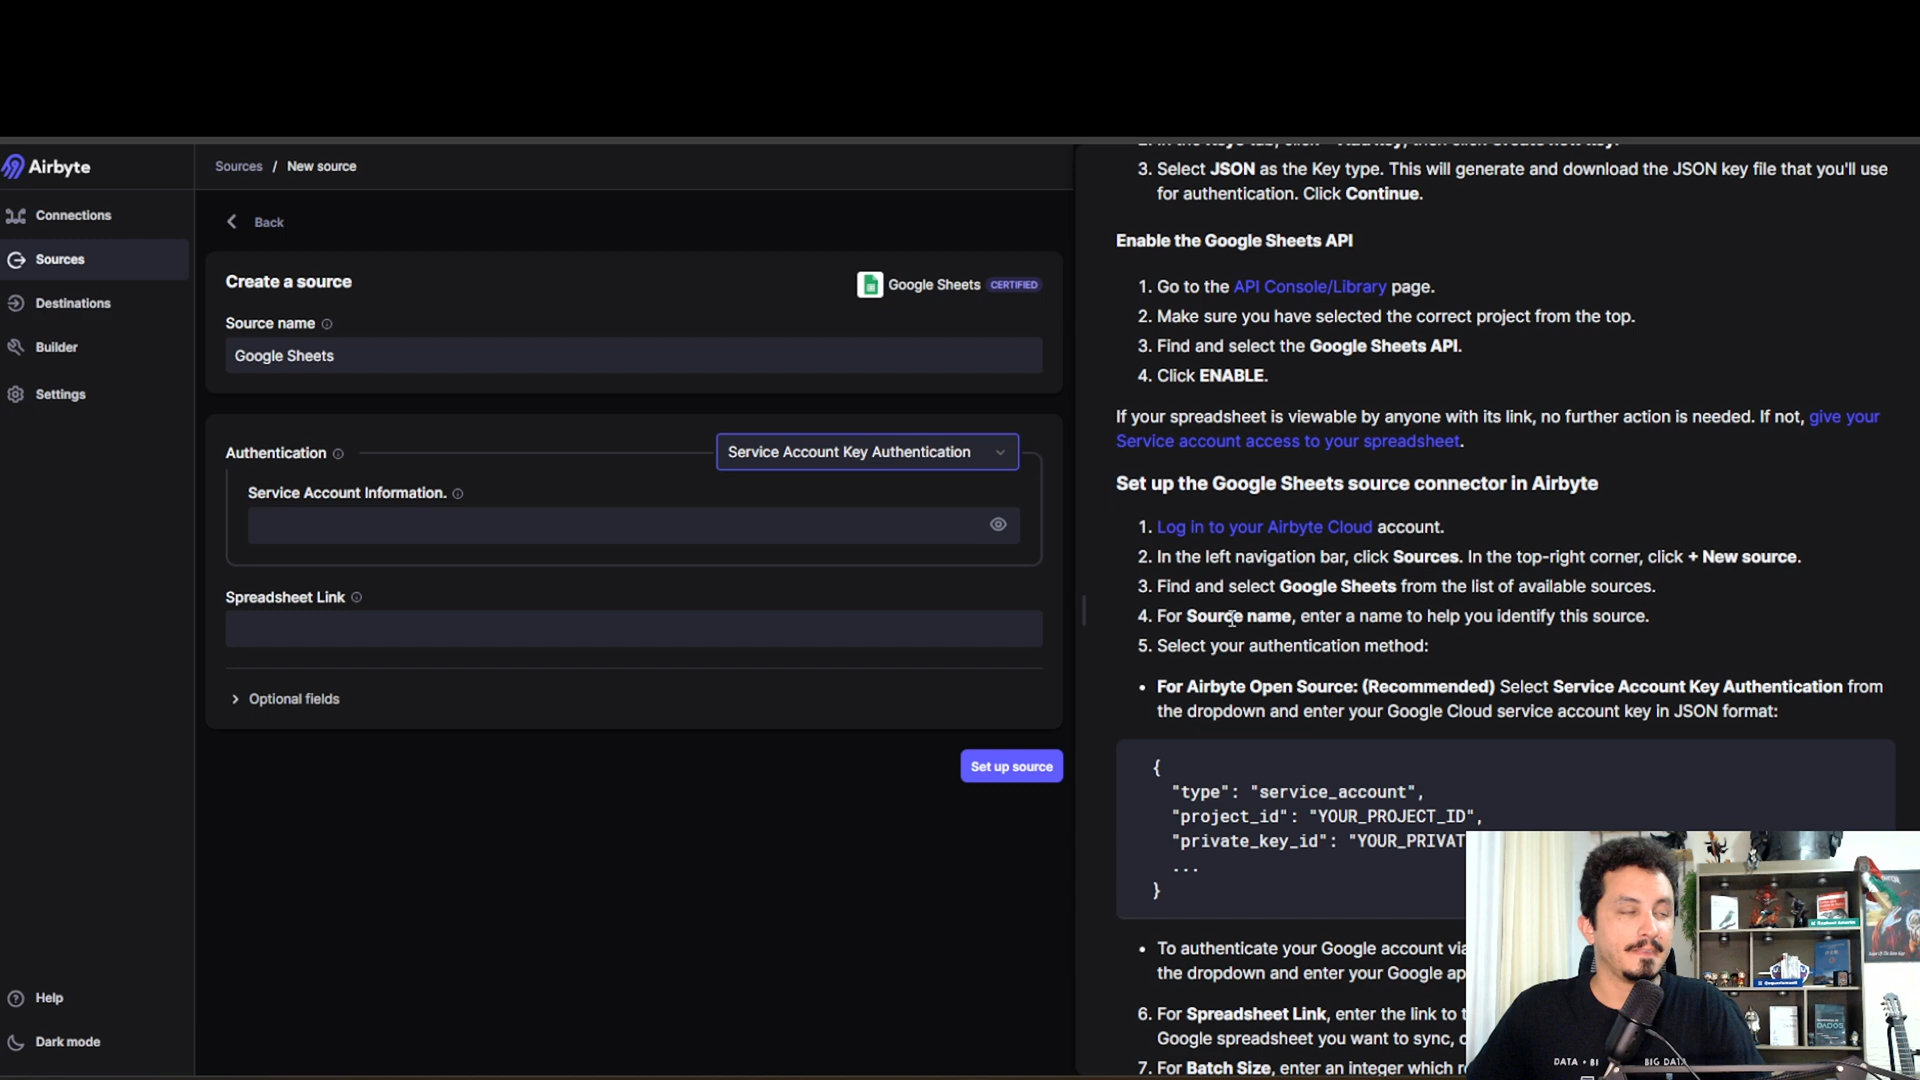 Airbyte
Connections
Sources
Destinations
Builder
Settings
Help
Dark mode
Sources / New source
Back
Create a source
Google Sheets CERTIFIED
Source name
Google Sheets
Authentication
Service Account Key Authentication
Service Account Information.
Spreadsheet Link
Optional fields
Set up source
3. Select JSON as the Key type. This will generate and download the JSON key file that you'll use
for authentication. Click Continue.
Enable the Google Sheets API
1. Go to the API Console/Library page.
2. Make sure you have selected the correct project from the top.
3. Find and select the Google Sheets API.
4. Click ENABLE.
If your spreadsheet is viewable by anyone with its link, no further action is needed. If not, give your
Service account access to your spreadsheet.
Set up the Google Sheets source connector in Airbyte
1. Log in to your Airbyte Cloud account.
2. In the left navigation bar, click Sources. In the top-right corner, click + New source.
3. Find and select Google Sheets from the list of available sources.
4. For Source name, enter a name to help you identify this source.
5. Select your authentication method:
• For Airbyte Open Source: (Recommended) Select Service Account Key Authentication from
the dropdown and enter your Google Cloud service account key in JSON format:
{
"type": "service_account",
"project_id": "YOUR_PROJECT_ID",
"private_key_id": "YOUR_PRIVAT
...
}
• To authenticate your Google account via
the dropdown and enter your Google ap
6. For Spreadsheet Link, enter the link to t
Google spreadsheet you want to sync, c
7. For Batch Size, enter an integer which r
DATA • BI
BIG DATA
DADOS